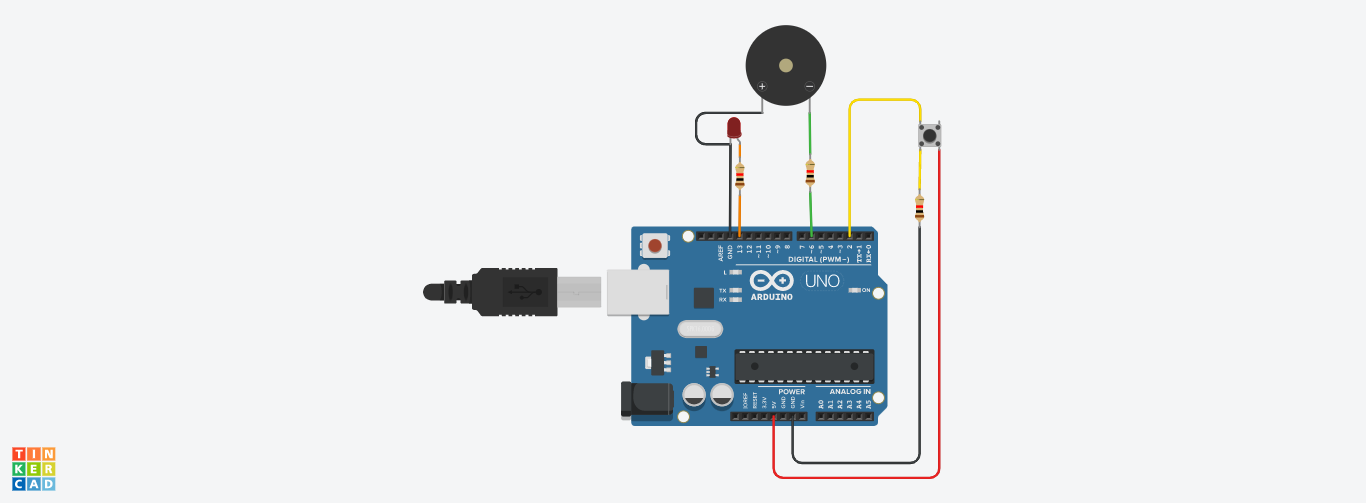 + −
AREF GND 13 12 ~11 ~10 ~9 8 7 ~6 ~5 4 ~3 2 TX→1 RX←0
DIGITAL (PWM~)
L
TX
RX
UNO
ARDUINO
ON
POWER ANALOG IN
IOREF RESET 3.3V 5V GND GND Vin A0 A1 A2 A3 A4 A5
TIN
KER
CAD